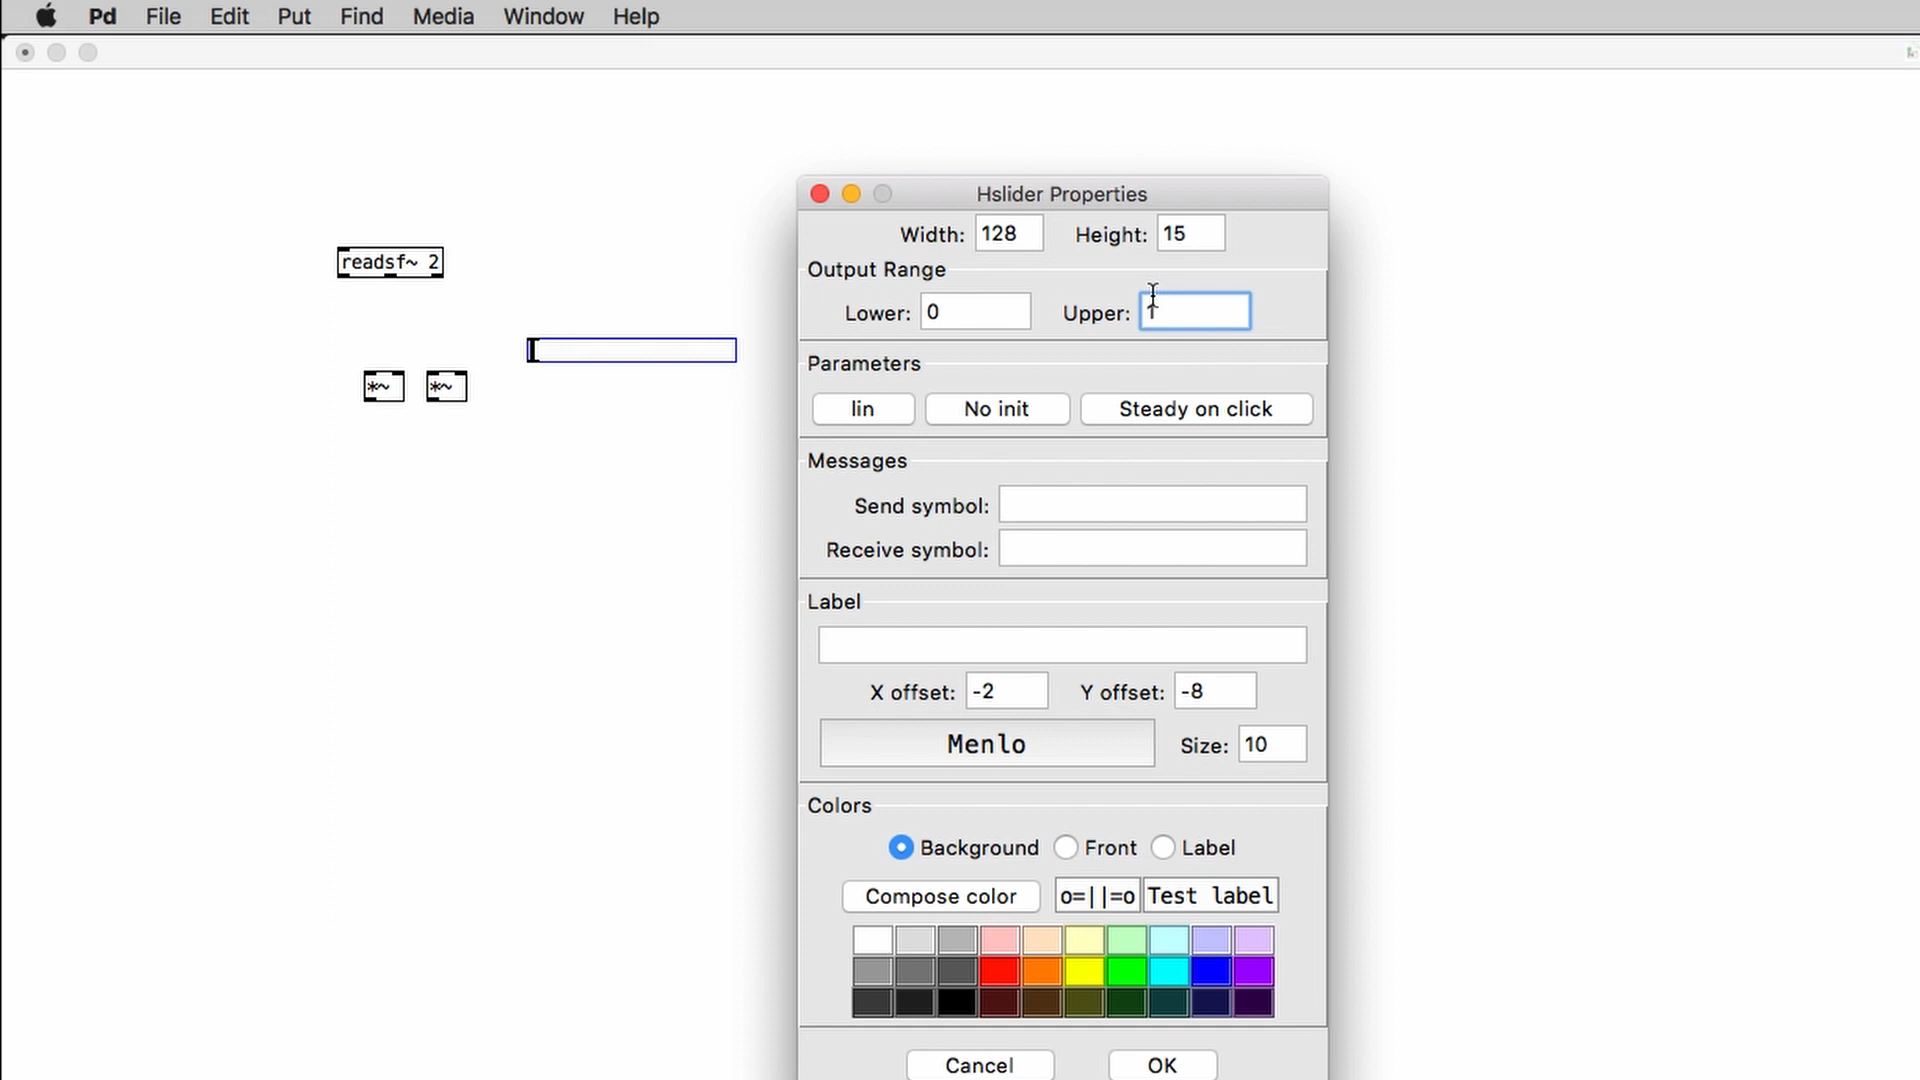 Pd File Edit Put Find Media Window Help
Hslider Properties
Width: 128 Height: 15
Output Range
readsf~ 2
Lower: 0 Upper: 1
Parameters
*~ *~
lin No init Steady on click
Messages
Send symbol:
Receive symbol:
Label
X offset: -2 Y offset: -8
Menlo Size: 10
Colors
Background Front Label
Compose color o=||=o Test label
Cancel OK